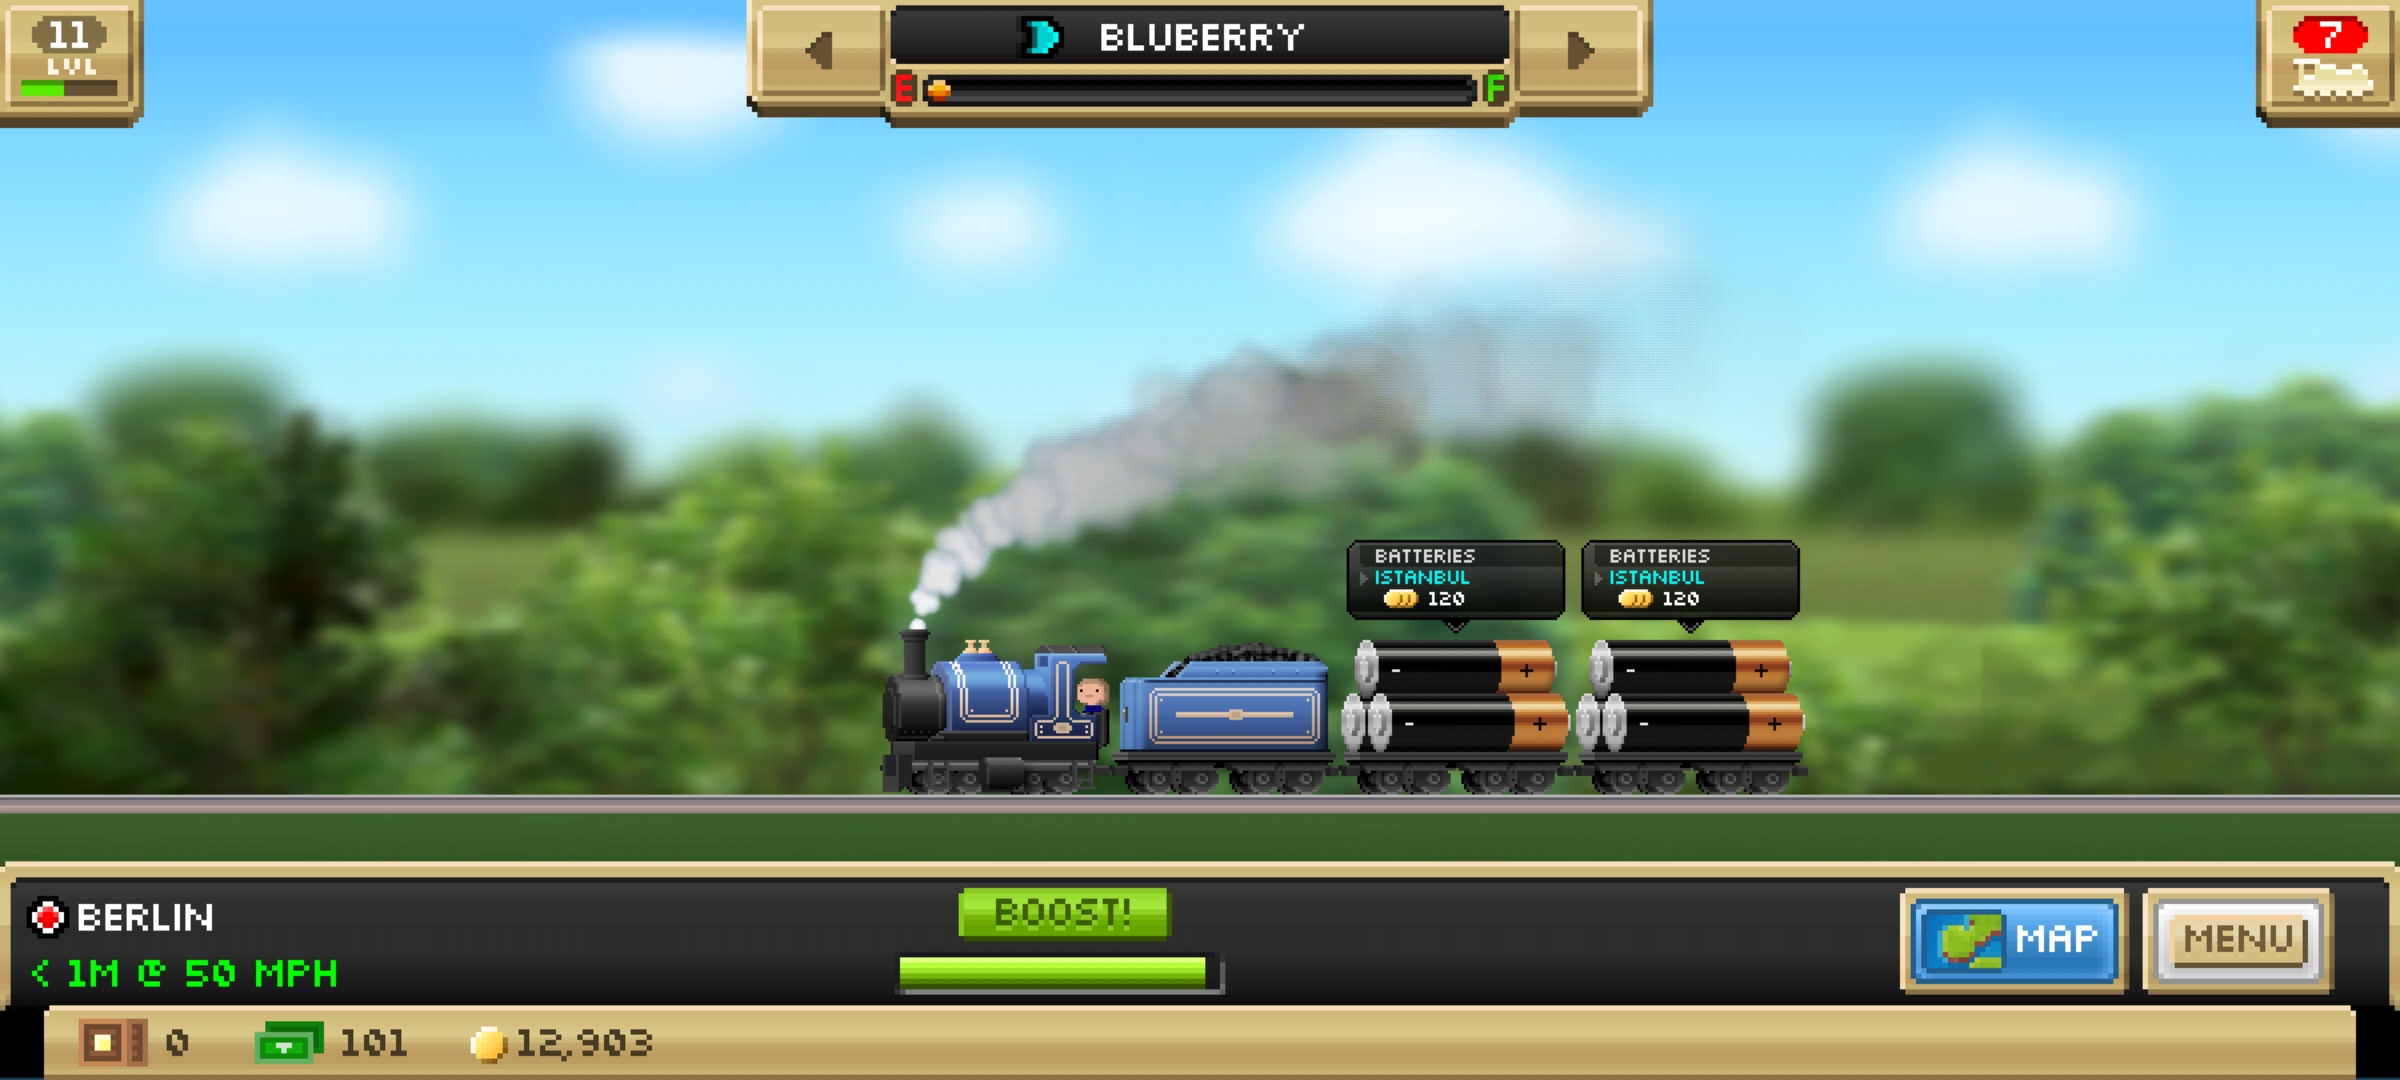 11
LVL
BLUBERRY
E F
7
BATTERIES
ISTANBUL
120
BATTERIES
ISTANBUL
120
- +
- +
- +
- +
BERLIN
< 1M @ 50 MPH
BOOST!
MAP
MENU
0
101
12,903